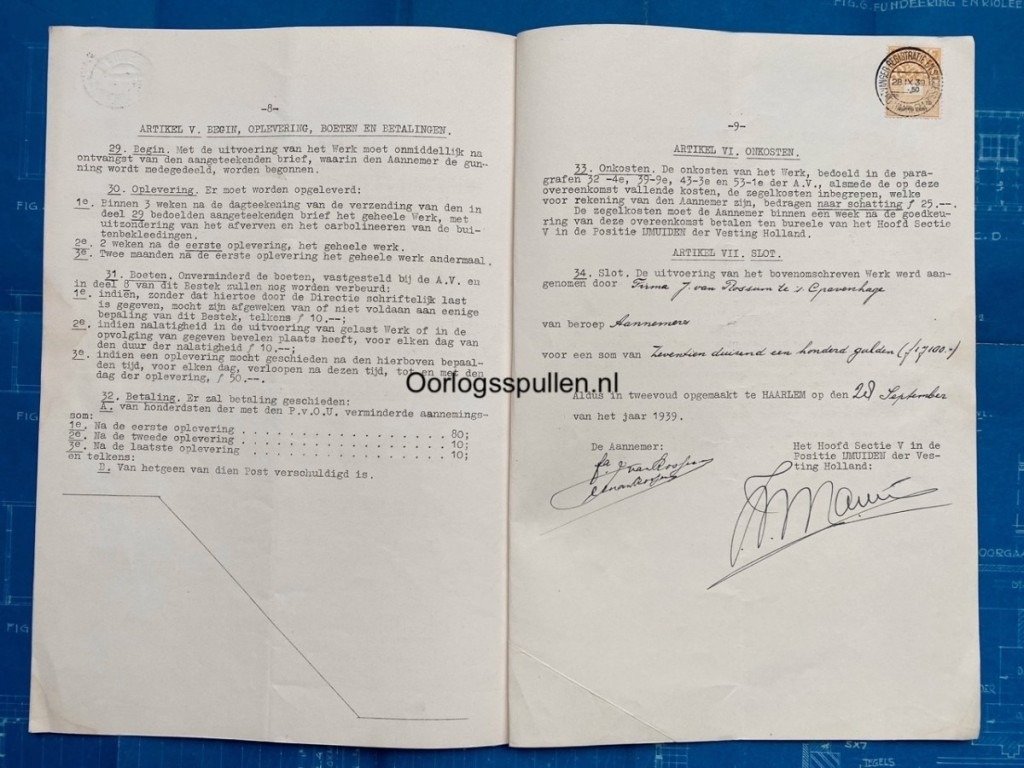 -8-
ARTIKEL V. BEGIN, OPLEVERING, BOETEN EN BETALINGEN.
29. Begin. Met de uitvoering van het Werk moet onmiddellijk na
ontvangst van den aangeteekenden brief, waarin den Aannemer de gun-
ning wordt medegedeeld, worden begonnen.
30. Oplevering. Er moet worden opgeleverd:
1e. Binnen 3 weken na de dagteekening van de verzending van den in
deel 29 bedoelden aangeteekenden brief het geheele Werk, met
uitzondering van het afverven en het carbolineeren van de bui-
tenbekleedingen.
2e. 2 weken na de eerste oplevering, het geheele werk.
3e. Twee maanden na de eerste oplevering het geheele werk andermaal.
31. Boeten. Onverminderd de boeten, vastgesteld bij de A.V. en
in deel 8 van dit Bestek zullen nog worden verbeurd:
1e. indien, zonder dat hiertoe door de Directie schriftelijk last
is gegeven, mocht zijn afgeweken van of niet voldaan aan eenige
bepaling van dit Bestek, telkens ƒ 10.--;
2e. indien nalatigheid in de uitvoering van gelast Werk of in de
opvolging van gegeven bevelen plaats heeft, voor elken dag van
den duur der nalatigheid ƒ 10.--;
3e. indien een oplevering mocht geschieden na den hierboven bepaal-
den tijd, voor elken dag, verloopen na dezen tijd, tot en met den
dag der oplevering, ƒ 50.--.
32. Betaling. Er zal betaling geschieden:
A. van honderdsten der met den P.v.O.U. verminderde aannemings-
som:
1e. Na de eerste oplevering . . . . . . . . . . . . . . . . . 80;
2e. Na de tweede oplevering . . . . . . . . . . . . . . . . . 10;
3e. Na de laatste oplevering . . . . . . . . . . . . . . . . 10;
en telkens:
B. Van hetgeen van dien Post verschuldigd is.
Oorlogsspullen.nl
28 IX 39
-9-
ARTIKEL VI. ONKOSTEN.
33. Onkosten. De onkosten van het Werk, bedoeld in de para-
grafen 32 -4e, 39-9e, 43-3e en 53-1e der A.V., alsmede de op deze
overeenkomst vallende kosten, de zegelkosten inbegrepen, welke
voor rekening van den Aannemer zijn, bedragen naar schatting ƒ 25.--.
De zegelkosten moet de Aannemer binnen een week na de goedkeu-
ring van deze overeenkomst betalen ten bureele van het Hoofd Sectie
V in de Positie IJMUIDEN der Vesting Holland.
ARTIKEL VII. SLOT.
34. Slot. De uitvoering van het bovenomschreven Werk werd aan-
genomen door Firma J. van Rossum te 's Gravenhage
van beroep Aannemers
voor een som van Zeventien duizend een honderd gulden (ƒ 17100.-)
Aldus in tweevoud opgemaakt te HAARLEM op den 28 September
van het jaar 1939.
De Aannemer:
Het Hoofd Sectie V in de
Positie IJMUIDEN der Ves-
ting Holland:
FIG. G. FUNDEERING EN RIOLEE
FIG.
SX7
TEGELS